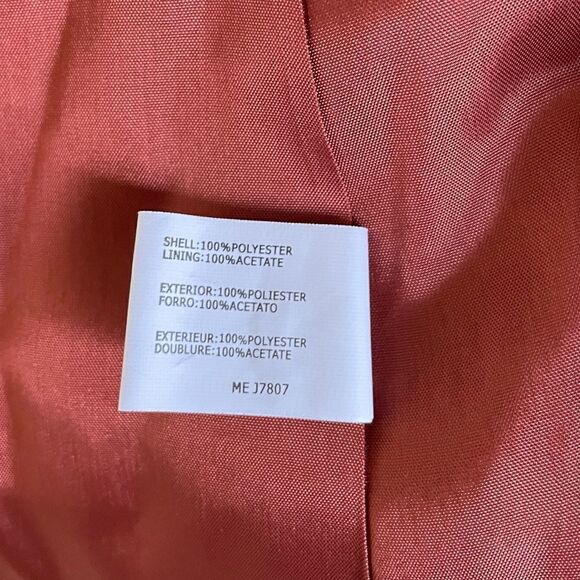 SHELL:100%POLYESTER
LINING:100%ACETATE
EXTERIOR:100%POLIESTER
FORRO:100%ACETATO
EXTERIEUR:100%POLYESTER
DOUBLURE:100%ACETATE
ME J7807